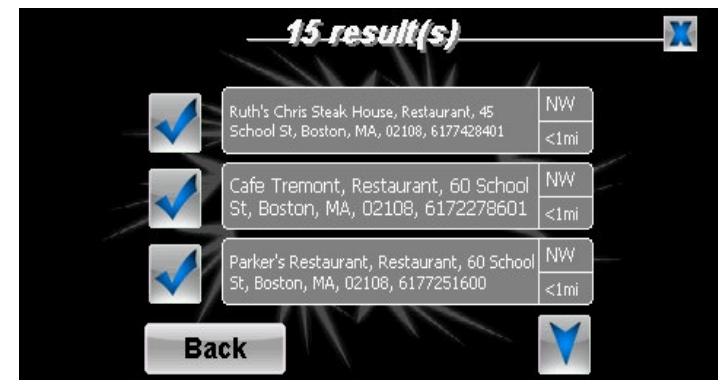 15 result(s)
Ruth's Chris Steak House, Restaurant, 45
School St, Boston, MA, 02108, 6177428401
NW
<1mi
Cafe Tremont, Restaurant, 60 School
St, Boston, MA, 02108, 6172278601
NW
<1mi
Parker's Restaurant, Restaurant, 60 School
St, Boston, MA, 02108, 6177251600
NW
<1mi
Back